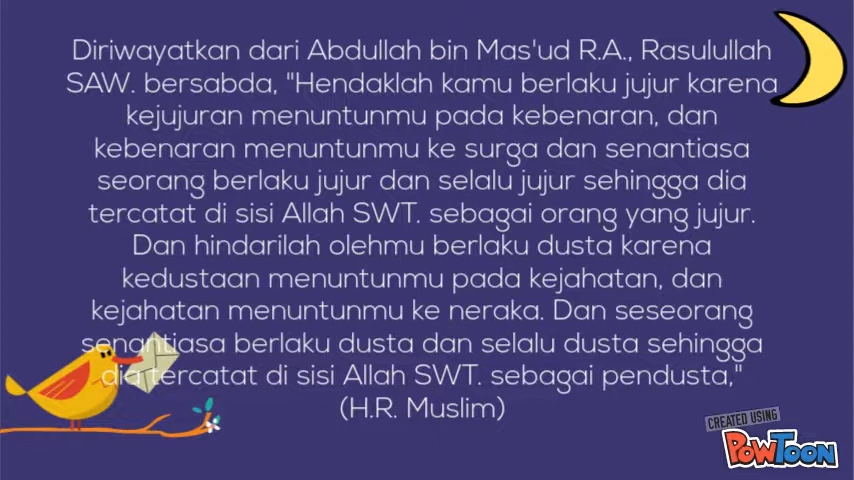 Diriwayatkan dari Abdullah bin Mas'ud R.A., Rasulullah
SAW. bersabda, "Hendaklah kamu berlaku jujur karena
kejujuran menuntunmu pada kebenaran, dan
kebenaran menuntunmu ke surga dan senantiasa
seorang berlaku jujur dan selalu jujur sehingga dia
tercatat di sisi Allah SWT. sebagai orang yang jujur.
Dan hindarilah olehmu berlaku dusta karena
kedustaan menuntunmu pada kejahatan, dan
kejahatan menuntunmu ke neraka. Dan seseorang
senantiasa berlaku dusta dan selalu dusta sehingga
dia tercatat di sisi Allah SWT. sebagai pendusta,"
(H.R. Muslim)
CREATED USING
POWTOON